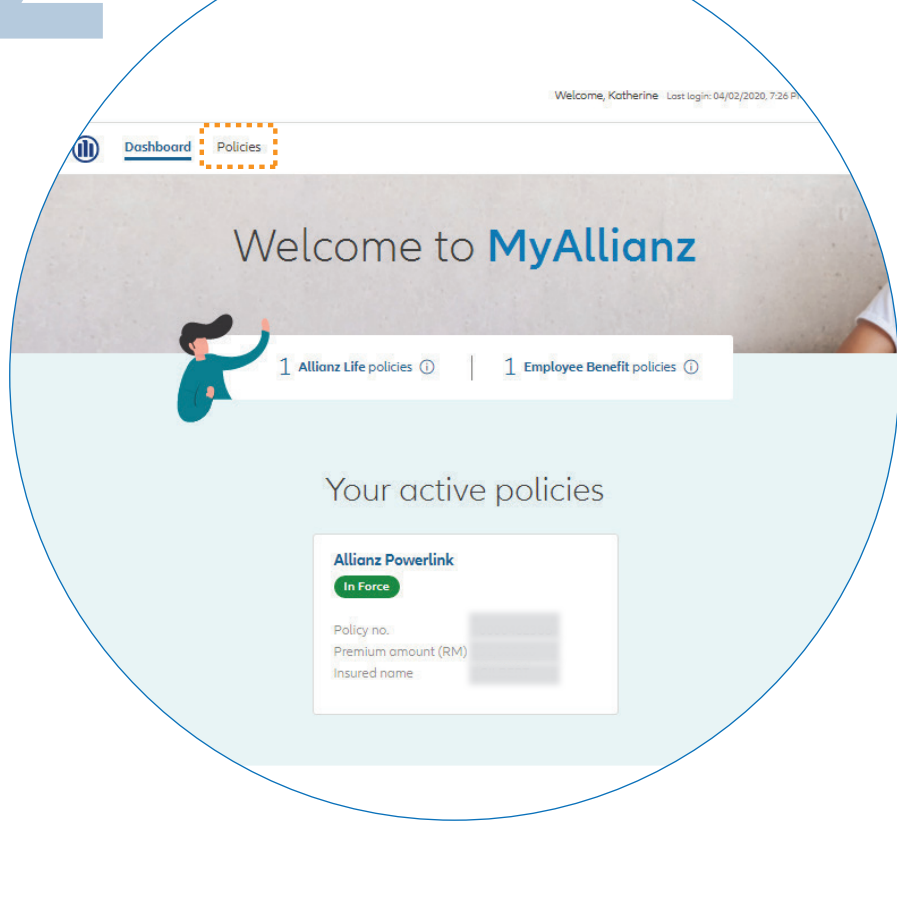 Welcome, Katherine Last login: 04/02/2020, 7:26
Dashboard Policies
Welcome to MyAllianz
1 Allianz Life policies 1 Employee Benefit policies
Your active policies
Allianz Powerlink
In Force
Policy no.
Premium amount (RM)
Insured name